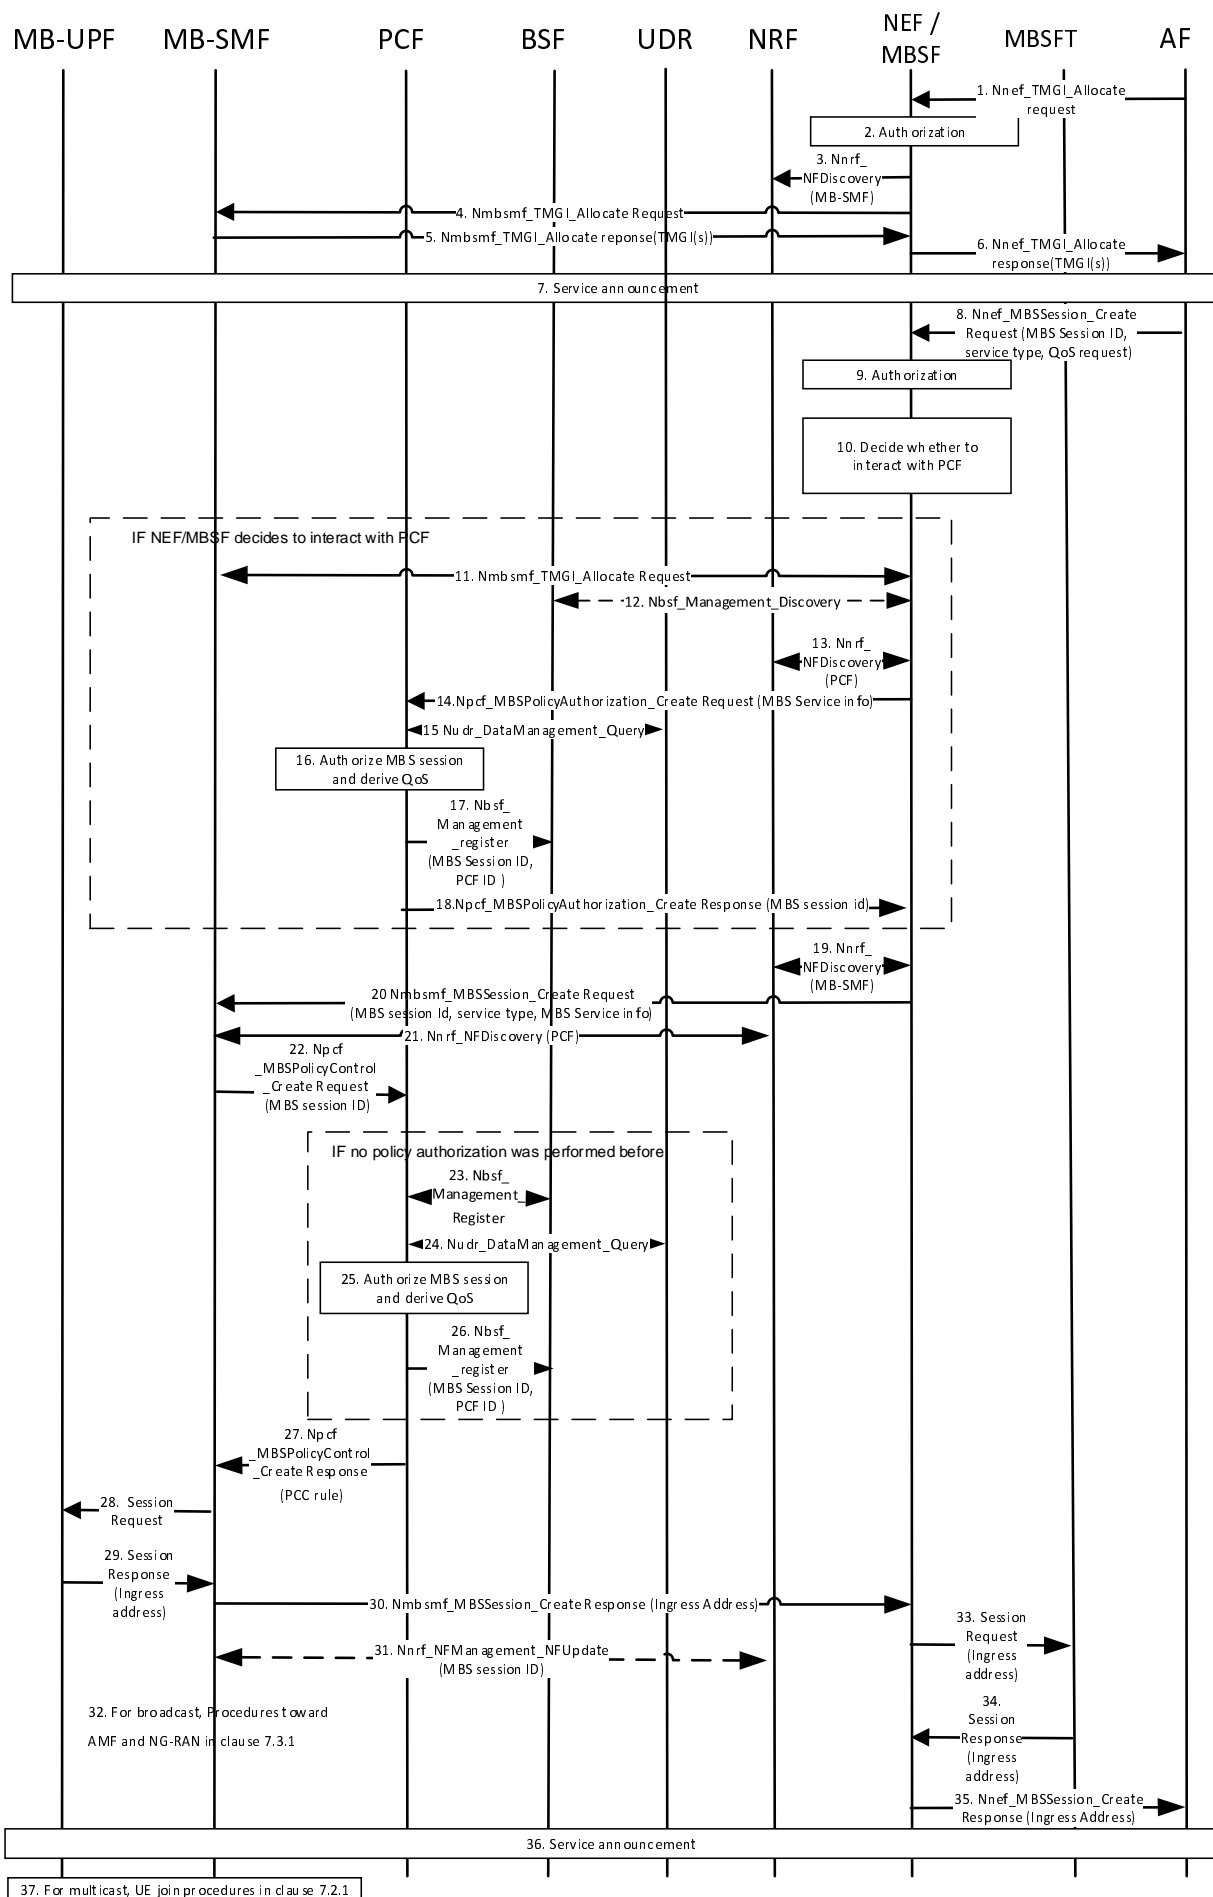 MB-UPF MB-SMF PCF BSF UDR NRF NEF / MBSFT AF
MBSF
1. Nnef_TMGI_Allocate
request
2. Authorization
3. Nnrf_
NFDiscovery
(MB-SMF)
4. Nmbsmf_TMGI_Allocate Request
5. Nmbsmf_TMGI_Allocate reponse(TMGI(s))
6. Nnef_TMGI_Allocate
response(TMGI(s))
7. Service announcement
8. Nnef_MBSSession_Create
Request (MBS Session ID,
service type, QoS request)
9. Authorization
10. Decide whether to
interact with PCF
IF NEF/MBSF decides to interact with PCF
11. Nmbsmf_TMGI_Allocate Request
12. Nbsf_Management_Discovery
13. Nnrf_
NFDiscovery
(PCF)
14.Npcf_MBSPolicyAuthorization_Create Request (MBS Service info)
15 Nudr_DataManagement_Query
16. Authorize MBS session
and derive QoS
17. Nbsf_
Management
_register
(MBS Session ID,
PCF ID )
18.Npcf_MBSPolicyAuthorization_Create Response (MBS session id)
19. Nnrf_
NFDiscovery
(MB-SMF)
20 Nmbsmf_MBSSession_Create Request
(MBS session Id, service type, MBS Service info)
21. Nnrf_NFDiscovery (PCF)
22. Npcf
_MBSPolicyControl
_Create Request
(MBS session ID)
IF no policy authorization was performed before
23. Nbsf_
Management_
Register
24. Nudr_DataManagement_Query
25. Authorize MBS session
and derive QoS
26. Nbsf_
Management
_register
(MBS Session ID,
PCF ID )
27. Npcf
_MBSPolicyControl
_Create Response
(PCC rule)
28. Session
Request
29. Session
Response
(Ingress
address)
30. Nmbsmf_MBSSession_Create Response (Ingress Address)
31. Nnrf_NFManagement_NFUpdate
(MBS session ID)
32. For broadcast, Procedures toward
AMF and NG-RAN in clause 7.3.1
33. Session
Request
(Ingress
address)
34.
Session
Response
(Ingress
address)
35. Nnef_MBSSession_Create
Response (Ingress Address)
36. Service announcement
37. For multicast, UE join procedures in clause 7.2.1